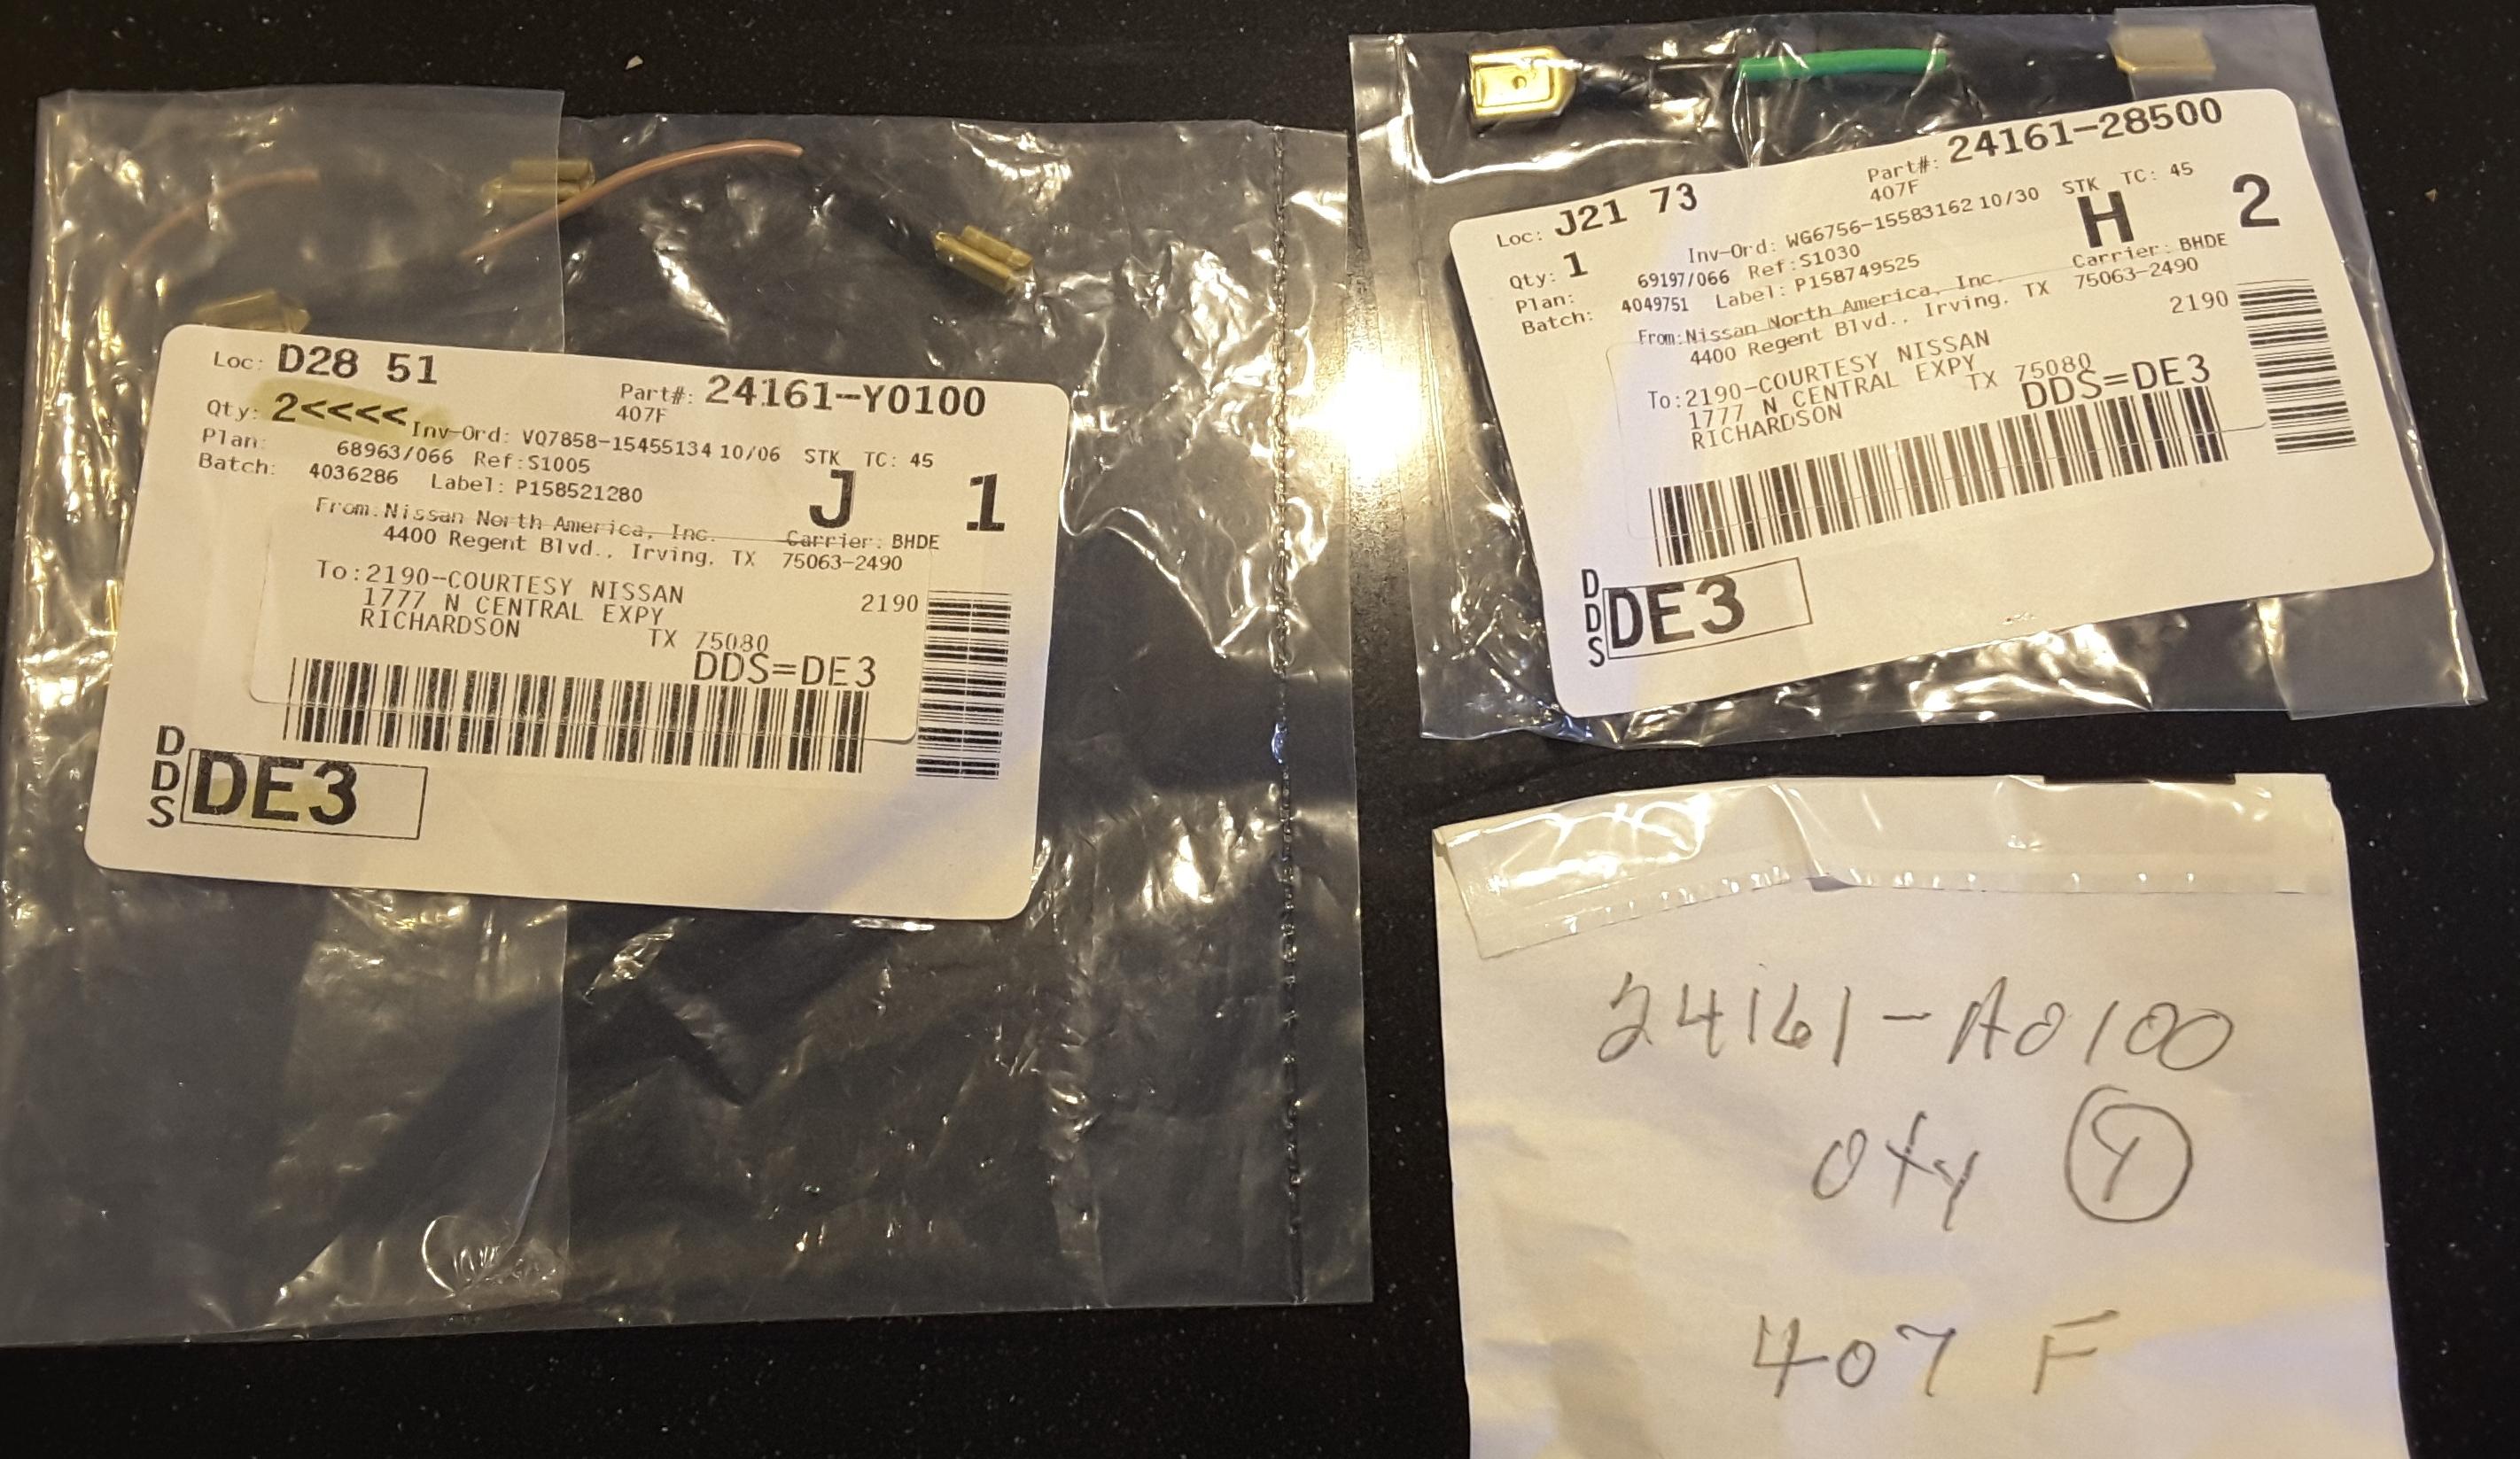 Loc: D28 51
Part#: 24161-Y0100
Qty: 2<<<<
407F
Inv-Ord: VQ7858-15455134 10/06 STK TC: 45
Plan: 68963/066 Ref:S1005
Batch: 4036286 Label: P158521280
J 1
From:Nissan North America, Inc. Carrier: BHDE
4400 Regent Blvd., Irving, TX 75063-2490
To:2190-COURTESY NISSAN
1777 N CENTRAL EXPY
2190
RICHARDSON TX 75080
DDS=DE3
DDS
DE3
Part#: 24161-28500
Loc: J21 73
407F
Inv-Ord: WG6756-15583162 10/30 STK TC: 45
Qty: 1
H 2
Plan: 69197/066 Ref:S1030
Batch: 4049751 Label: P158749525
Carrier: BHDE
From:Nissan North America, Inc.
4400 Regent Blvd., Irving, TX 75063-2490
2190
To:2190-COURTESY NISSAN
1777 N CENTRAL EXPY
RICHARDSON TX 75080
DDS=DE3
DDS
DE3
24161-A0100
QTY
407 F